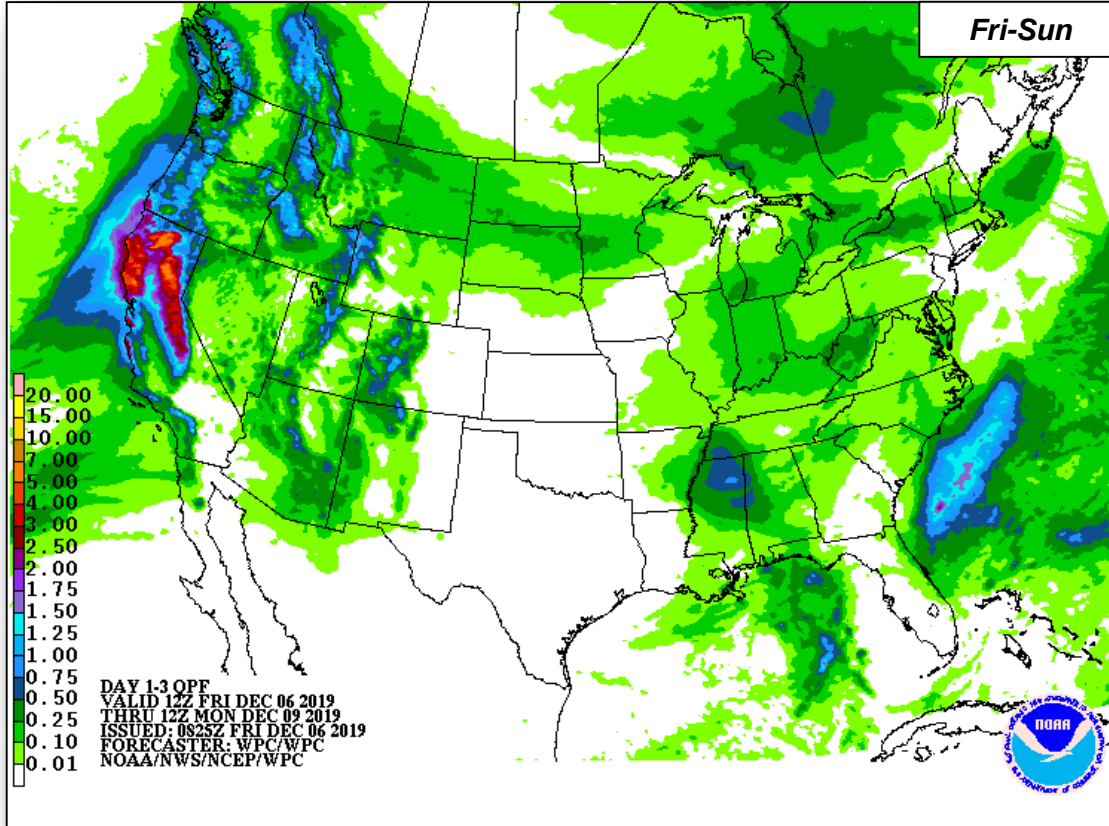 Fri-Sun
20.00
15.00
10.00
7.00
5.00
4.00
3.00
2.50
2.00
1.75
1.50
1.25
1.00
0.75
0.50
0.25
0.10
0.01
DAY 1-3 QPF
VALID 12Z FRI DEC 06 2019
THRU 12Z MON DEC 09 2019
ISSUED: 0825Z FRI DEC 06 2019
FORECASTER: WPC/WPC
NOAA/NWS/NCEP/WPC
NOAA